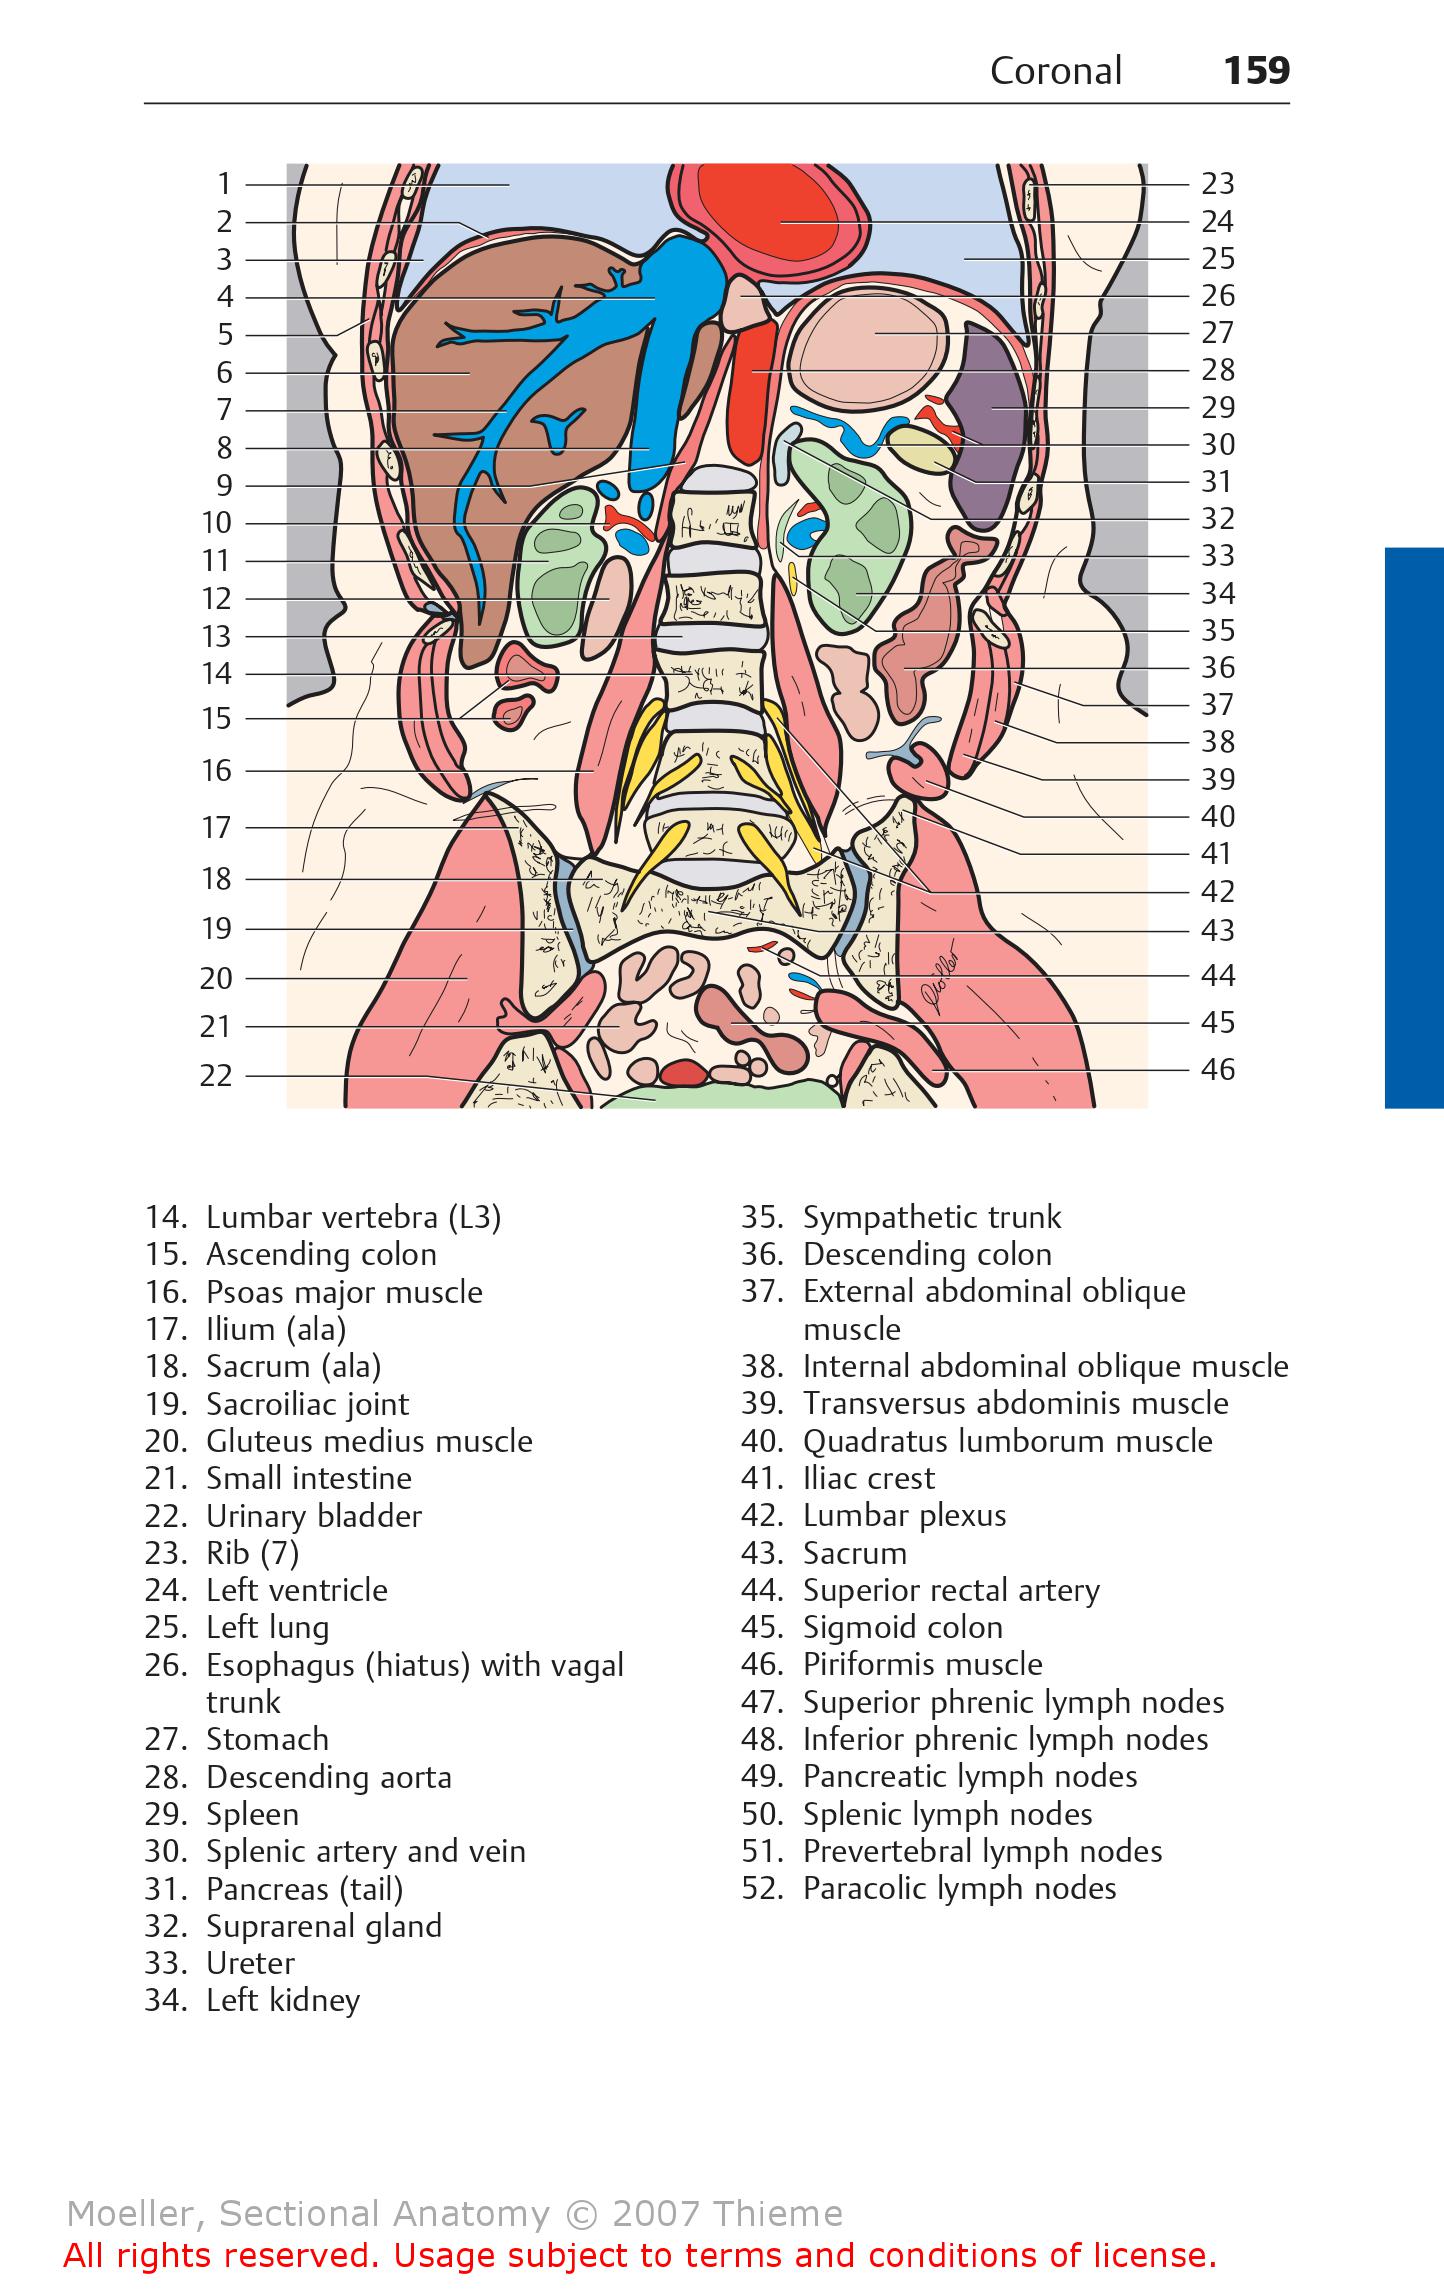 Coronal 159
1
2
3
4
5
6
7
8
9
10
11
12
13
14
15
16
17
18
19
20
21
22
23
24
25
26
27
28
29
30
31
32
33
34
35
36
37
38
39
40
41
42
43
44
45
46
14. Lumbar vertebra (L3)
15. Ascending colon
16. Psoas major muscle
17. Ilium (ala)
18. Sacrum (ala)
19. Sacroiliac joint
20. Gluteus medius muscle
21. Small intestine
22. Urinary bladder
23. Rib (7)
24. Left ventricle
25. Left lung
26. Esophagus (hiatus) with vagal
trunk
27. Stomach
28. Descending aorta
29. Spleen
30. Splenic artery and vein
31. Pancreas (tail)
32. Suprarenal gland
33. Ureter
34. Left kidney
35. Sympathetic trunk
36. Descending colon
37. External abdominal oblique
muscle
38. Internal abdominal oblique muscle
39. Transversus abdominis muscle
40. Quadratus lumborum muscle
41. Iliac crest
42. Lumbar plexus
43. Sacrum
44. Superior rectal artery
45. Sigmoid colon
46. Piriformis muscle
47. Superior phrenic lymph nodes
48. Inferior phrenic lymph nodes
49. Pancreatic lymph nodes
50. Splenic lymph nodes
51. Prevertebral lymph nodes
52. Paracolic lymph nodes
Moeller, Sectional Anatomy © 2007 Thieme
All rights reserved. Usage subject to terms and conditions of license.